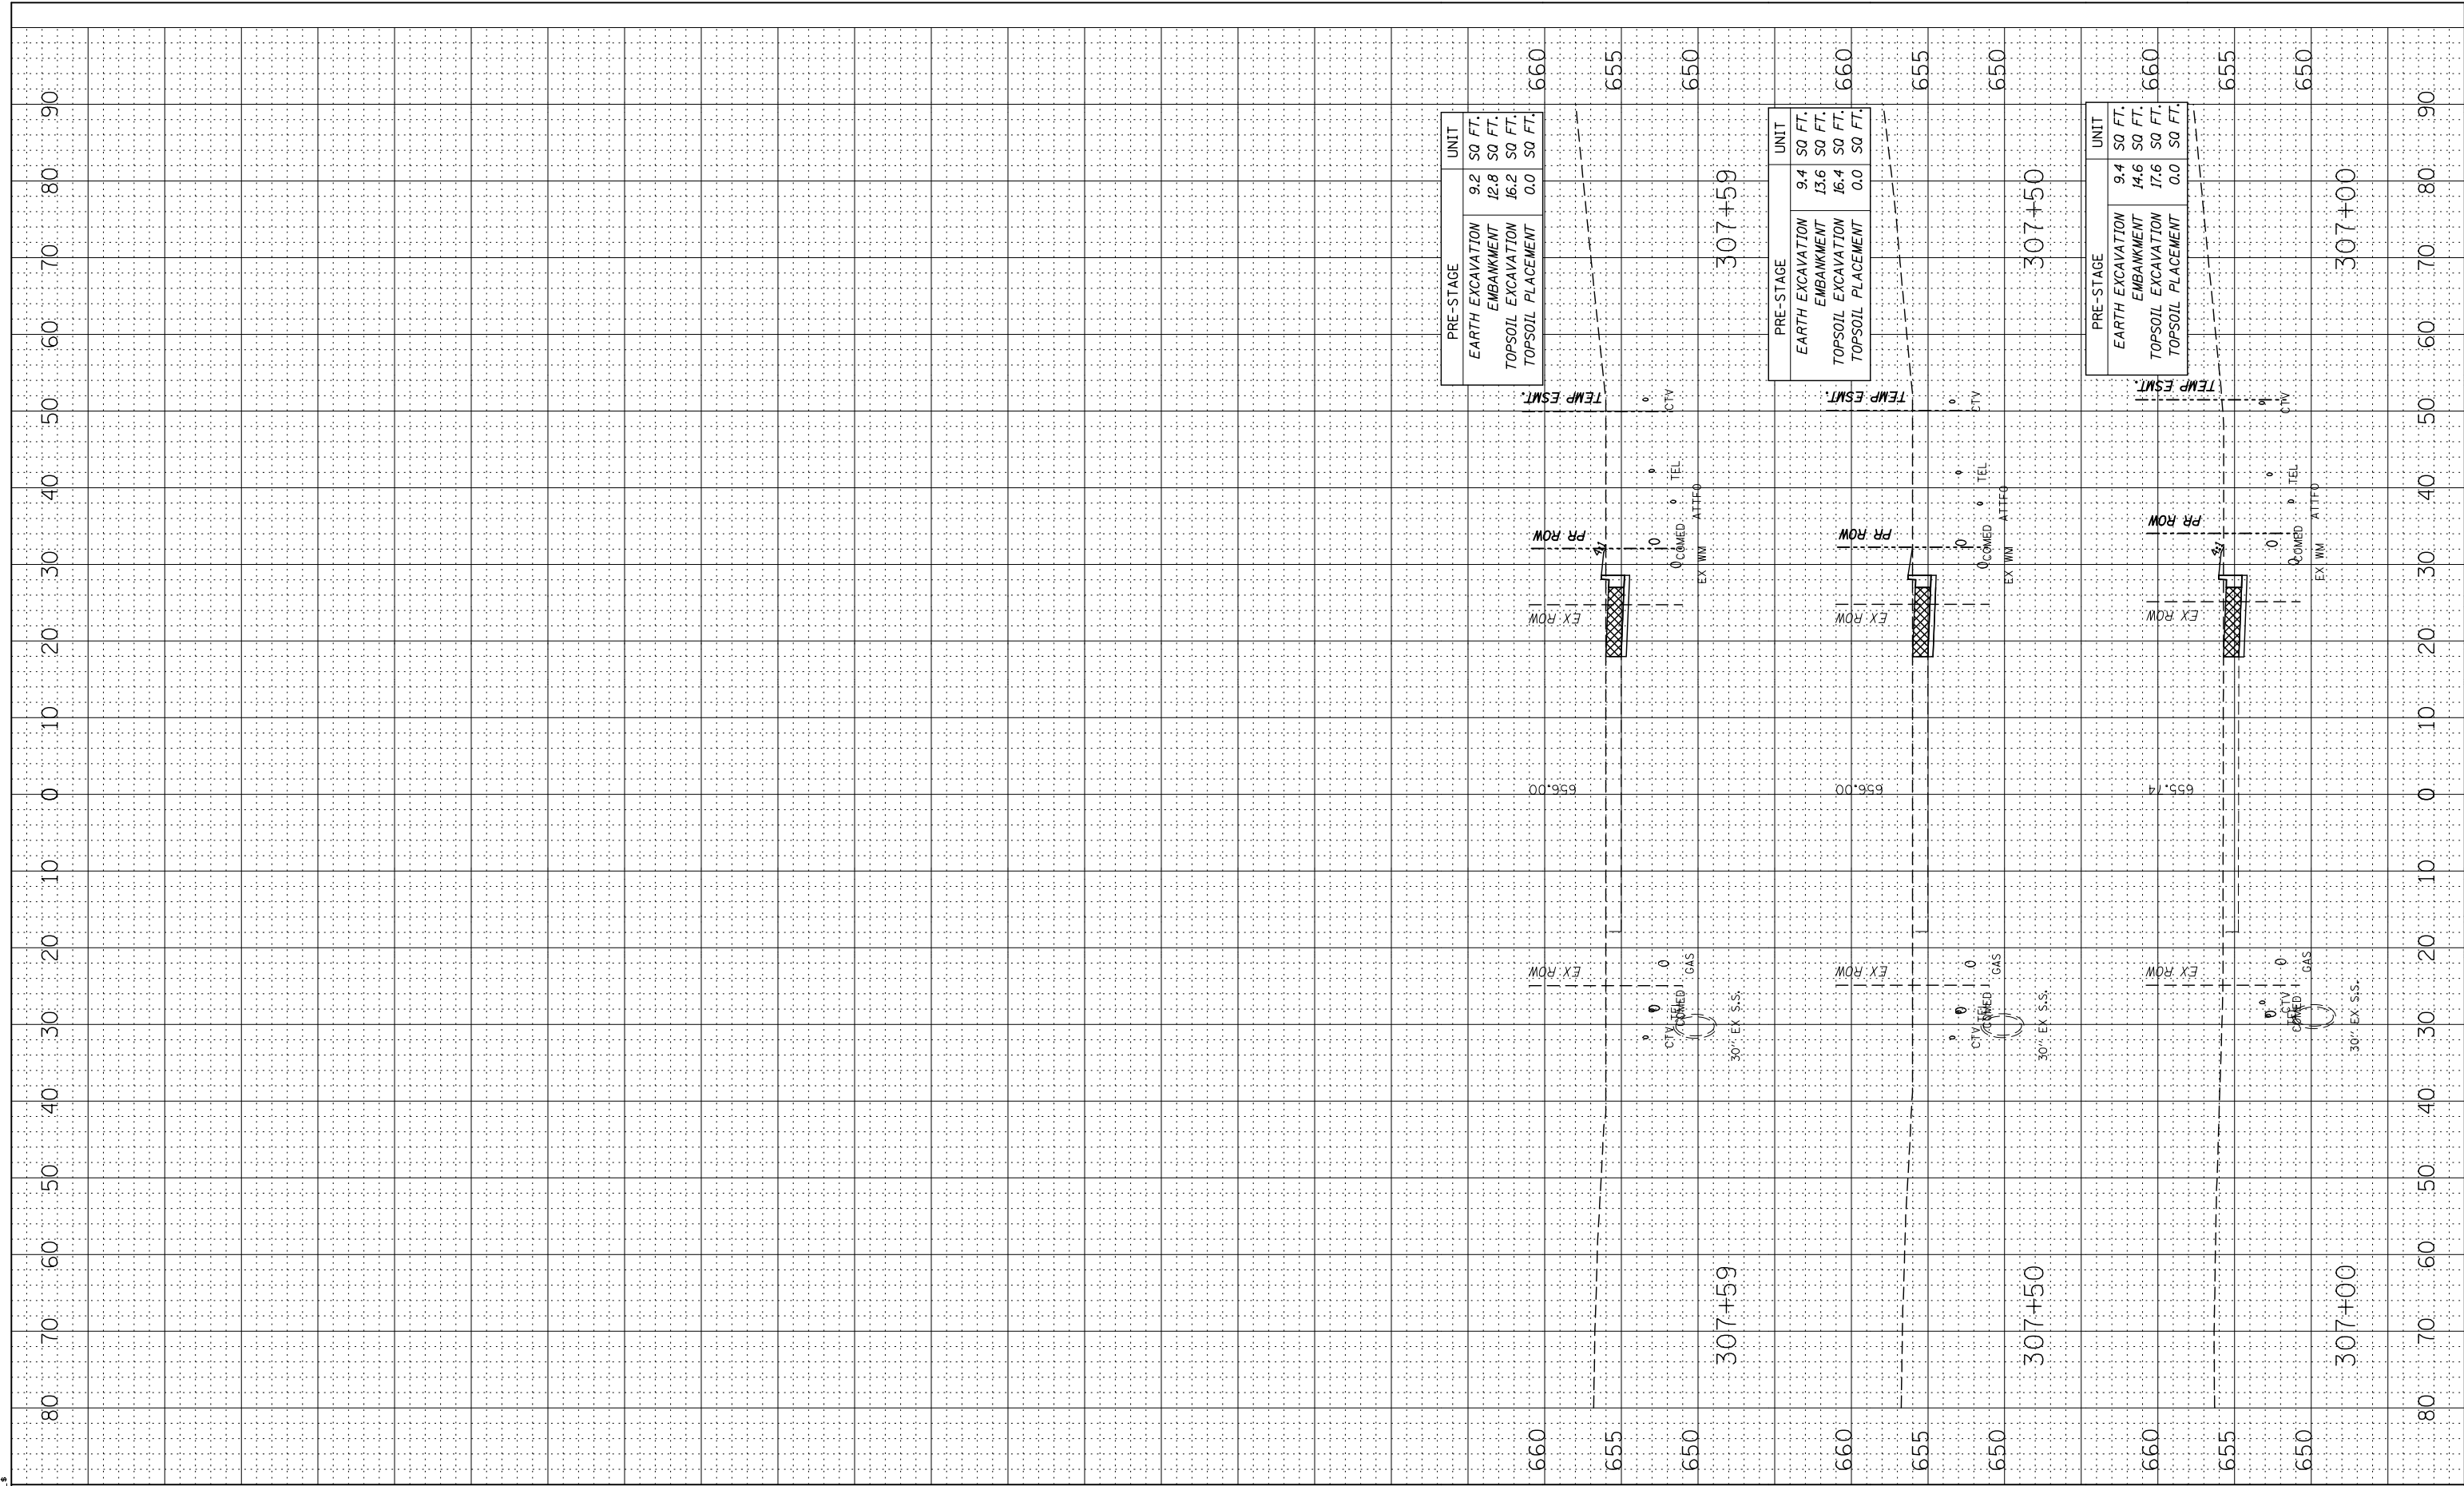 90 80 70 60 50 40 30 20 10 0 10 20 30 40 50 60 70 80
660
655
650
PRE-STAGE UNIT
EARTH EXCAVATION 9.2 SQ FT.
EMBANKMENT 12.8 SQ FT.
TOPSOIL EXCAVATION 16.2 SQ FT.
TOPSOIL PLACEMENT 0.0 SQ FT.
307+59
TEMP ESMT.
CTV
TEL
ATTFO
PR ROW
4:1
COMED
EX WM
EX ROW
656.00
EX ROW
GAS
COMED
TEL
CTV
30" EX S.S.
307+59
660
655
650
660
655
650
PRE-STAGE UNIT
EARTH EXCAVATION 9.4 SQ FT.
EMBANKMENT 13.6 SQ FT.
TOPSOIL EXCAVATION 16.4 SQ FT.
TOPSOIL PLACEMENT 0.0 SQ FT.
307+50
TEMP ESMT.
CTV
TEL
ATTFO
PR ROW
COMED
EX WM
EX ROW
656.00
EX ROW
GAS
COMED
TEL
CTV
30" EX S.S.
307+50
660
655
650
660
655
650
PRE-STAGE UNIT
EARTH EXCAVATION 9.4 SQ FT.
EMBANKMENT 14.6 SQ FT.
TOPSOIL EXCAVATION 17.6 SQ FT.
TOPSOIL PLACEMENT 0.0 SQ FT.
307+00
TEMP ESMT.
CTV
TEL
ATTFO
PR ROW
4:1
COMED
EX WM
EX ROW
655.74
EX ROW
GAS
CTV
TEL
COMED
30" EX S.S.
307+00
660
655
650
90 80 70 60 50 40 30 20 10 0 10 20 30 40 50 60 70 80